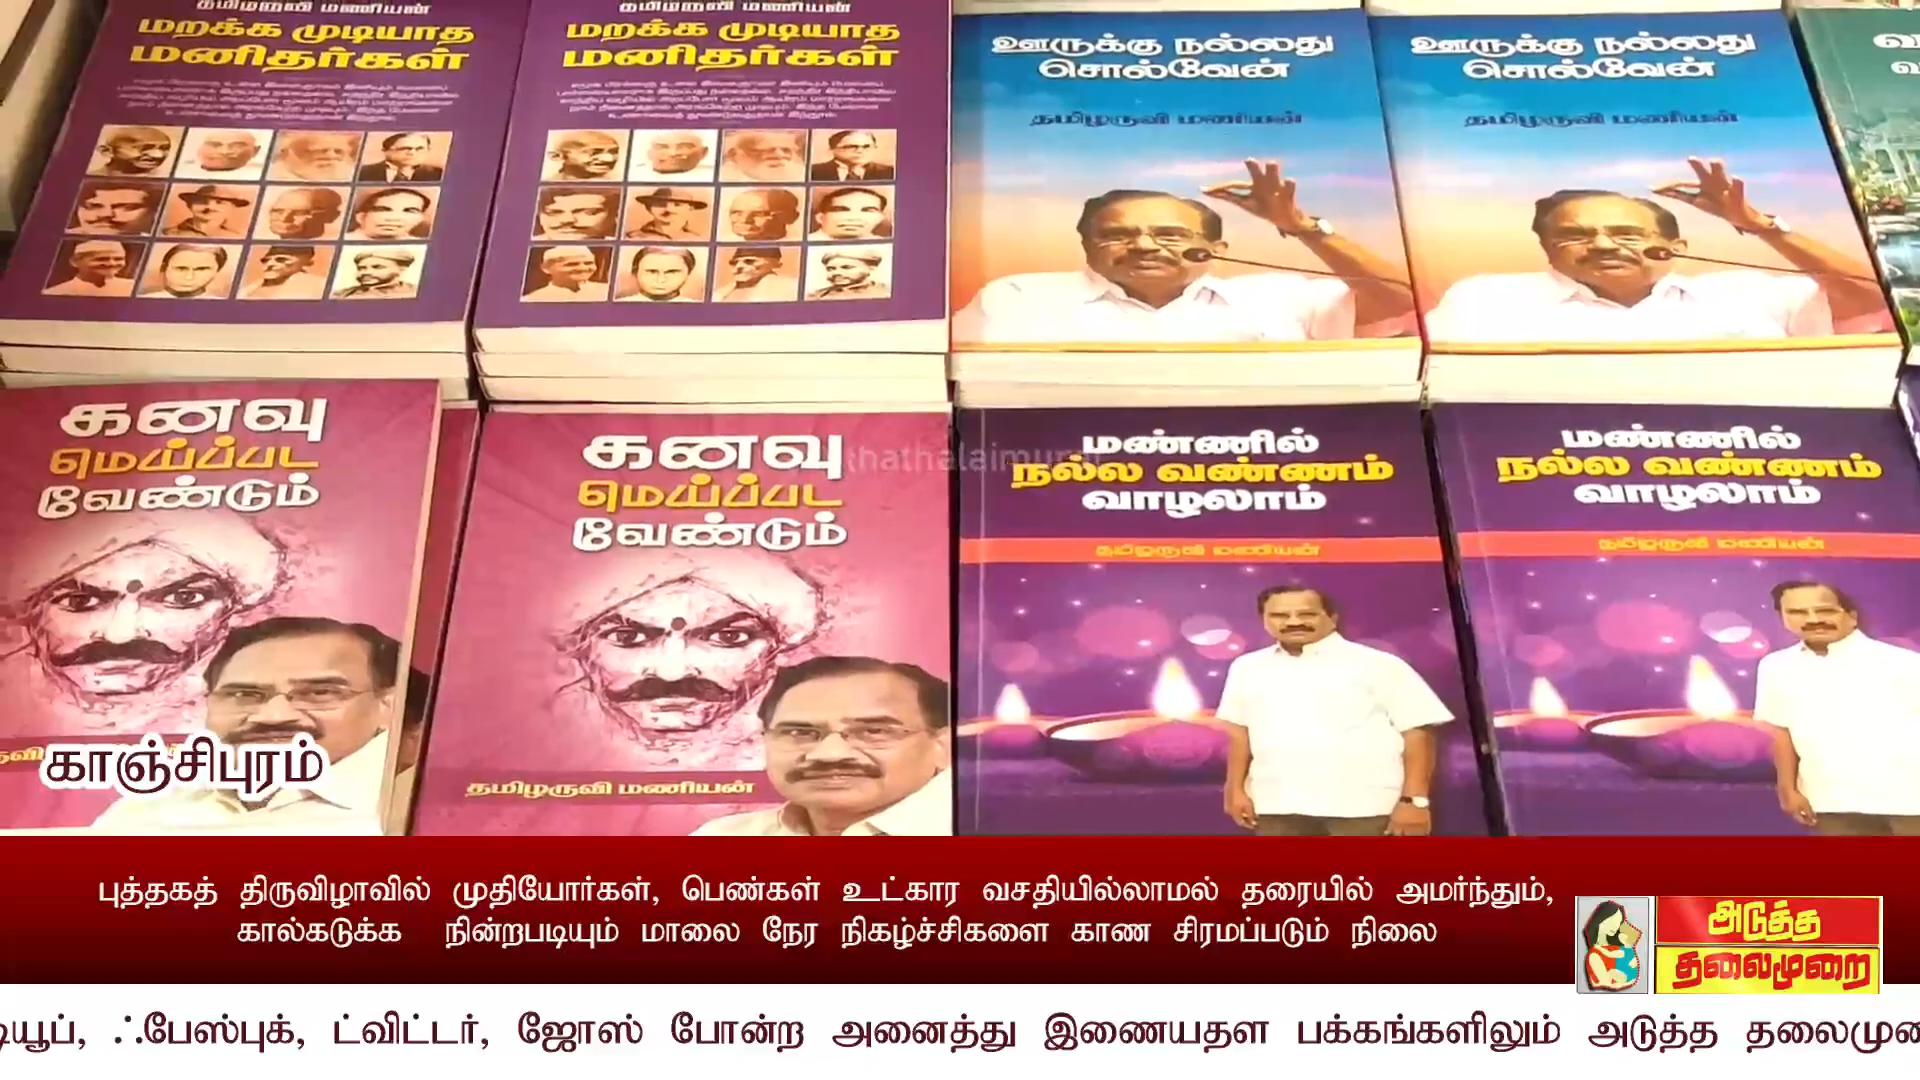 தமிழருவி மணியன்
மறக்க முடியாத
மனிதர்கள்
தமிழருவி மணியன்
மறக்க முடியாத
மனிதர்கள்
ஊருக்கு நல்லது
சொல்வேன்
தமிழருவி மணியன்
ஊருக்கு நல்லது
சொல்வேன்
தமிழருவி மணியன்
கனவு
மெய்ப்பட
வேண்டும்
கனவு
மெய்ப்பட
வேண்டும்
தமிழருவி மணியன்
மண்ணில்
நல்ல வண்ணம்
வாழலாம்
தமிழருவி மணியன்
மண்ணில்
நல்ல வண்ணம்
வாழலாம்
தமிழருவி மணியன்
காஞ்சிபுரம்
புத்தகத் திருவிழாவில் முதியோர்கள், பெண்கள் உட்கார வசதியில்லாமல் தரையில் அமர்ந்தும்,
கால்கடுக்க நின்றபடியும் மாலை நேர நிகழ்ச்சிகளை காண சிரமப்படும் நிலை
அடுத்த
தலைமுறை
டியூப், ஃபேஸ்புக், ட்விட்டர், ஜோஸ் போன்ற அனைத்து இணையதள பக்கங்களிலும் அடுத்த தலைமுறை